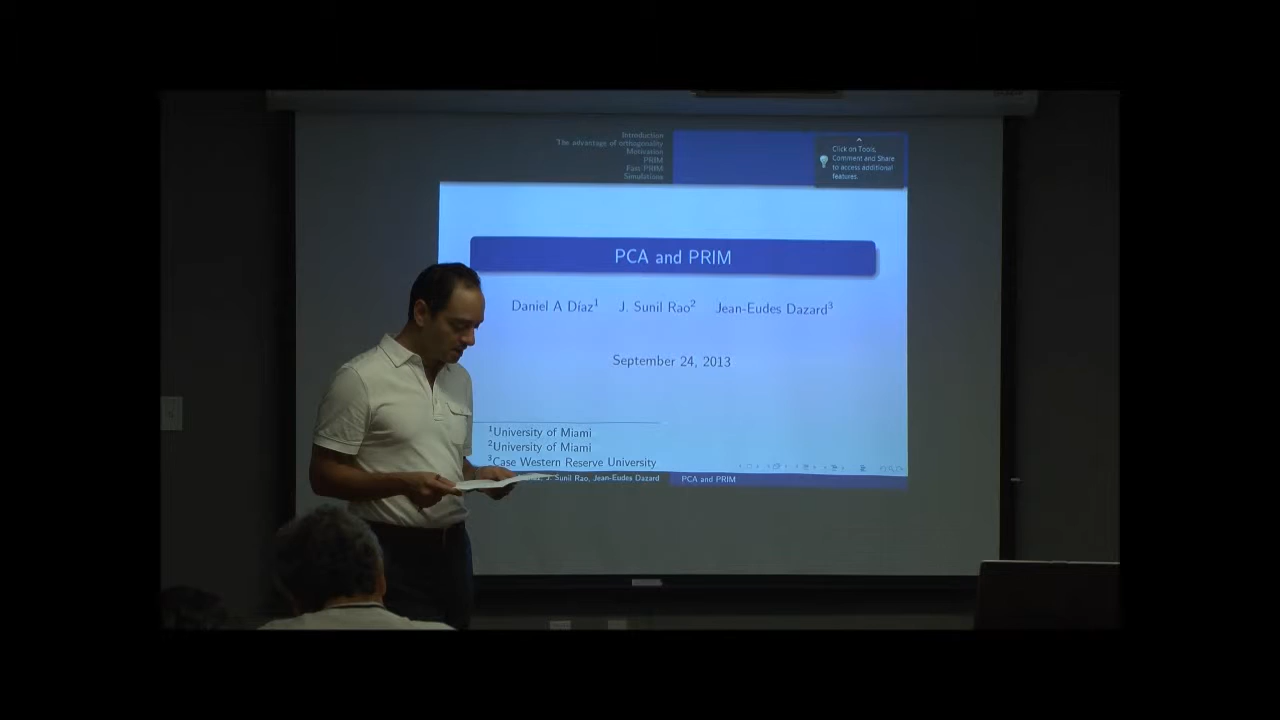 Introduction
The advantage of orthogonality
Motivation
PRIM
Fast PRIM
Simulations
Click on Tools,
Comment and Share
to access additional
features.
PCA and PRIM
Daniel A Díaz¹ J. Sunil Rao² Jean-Eudes Dazard³
September 24, 2013
¹University of Miami
²University of Miami
³Case Western Reserve University
J. Sunil Rao, Jean-Eudes Dazard PCA and PRIM